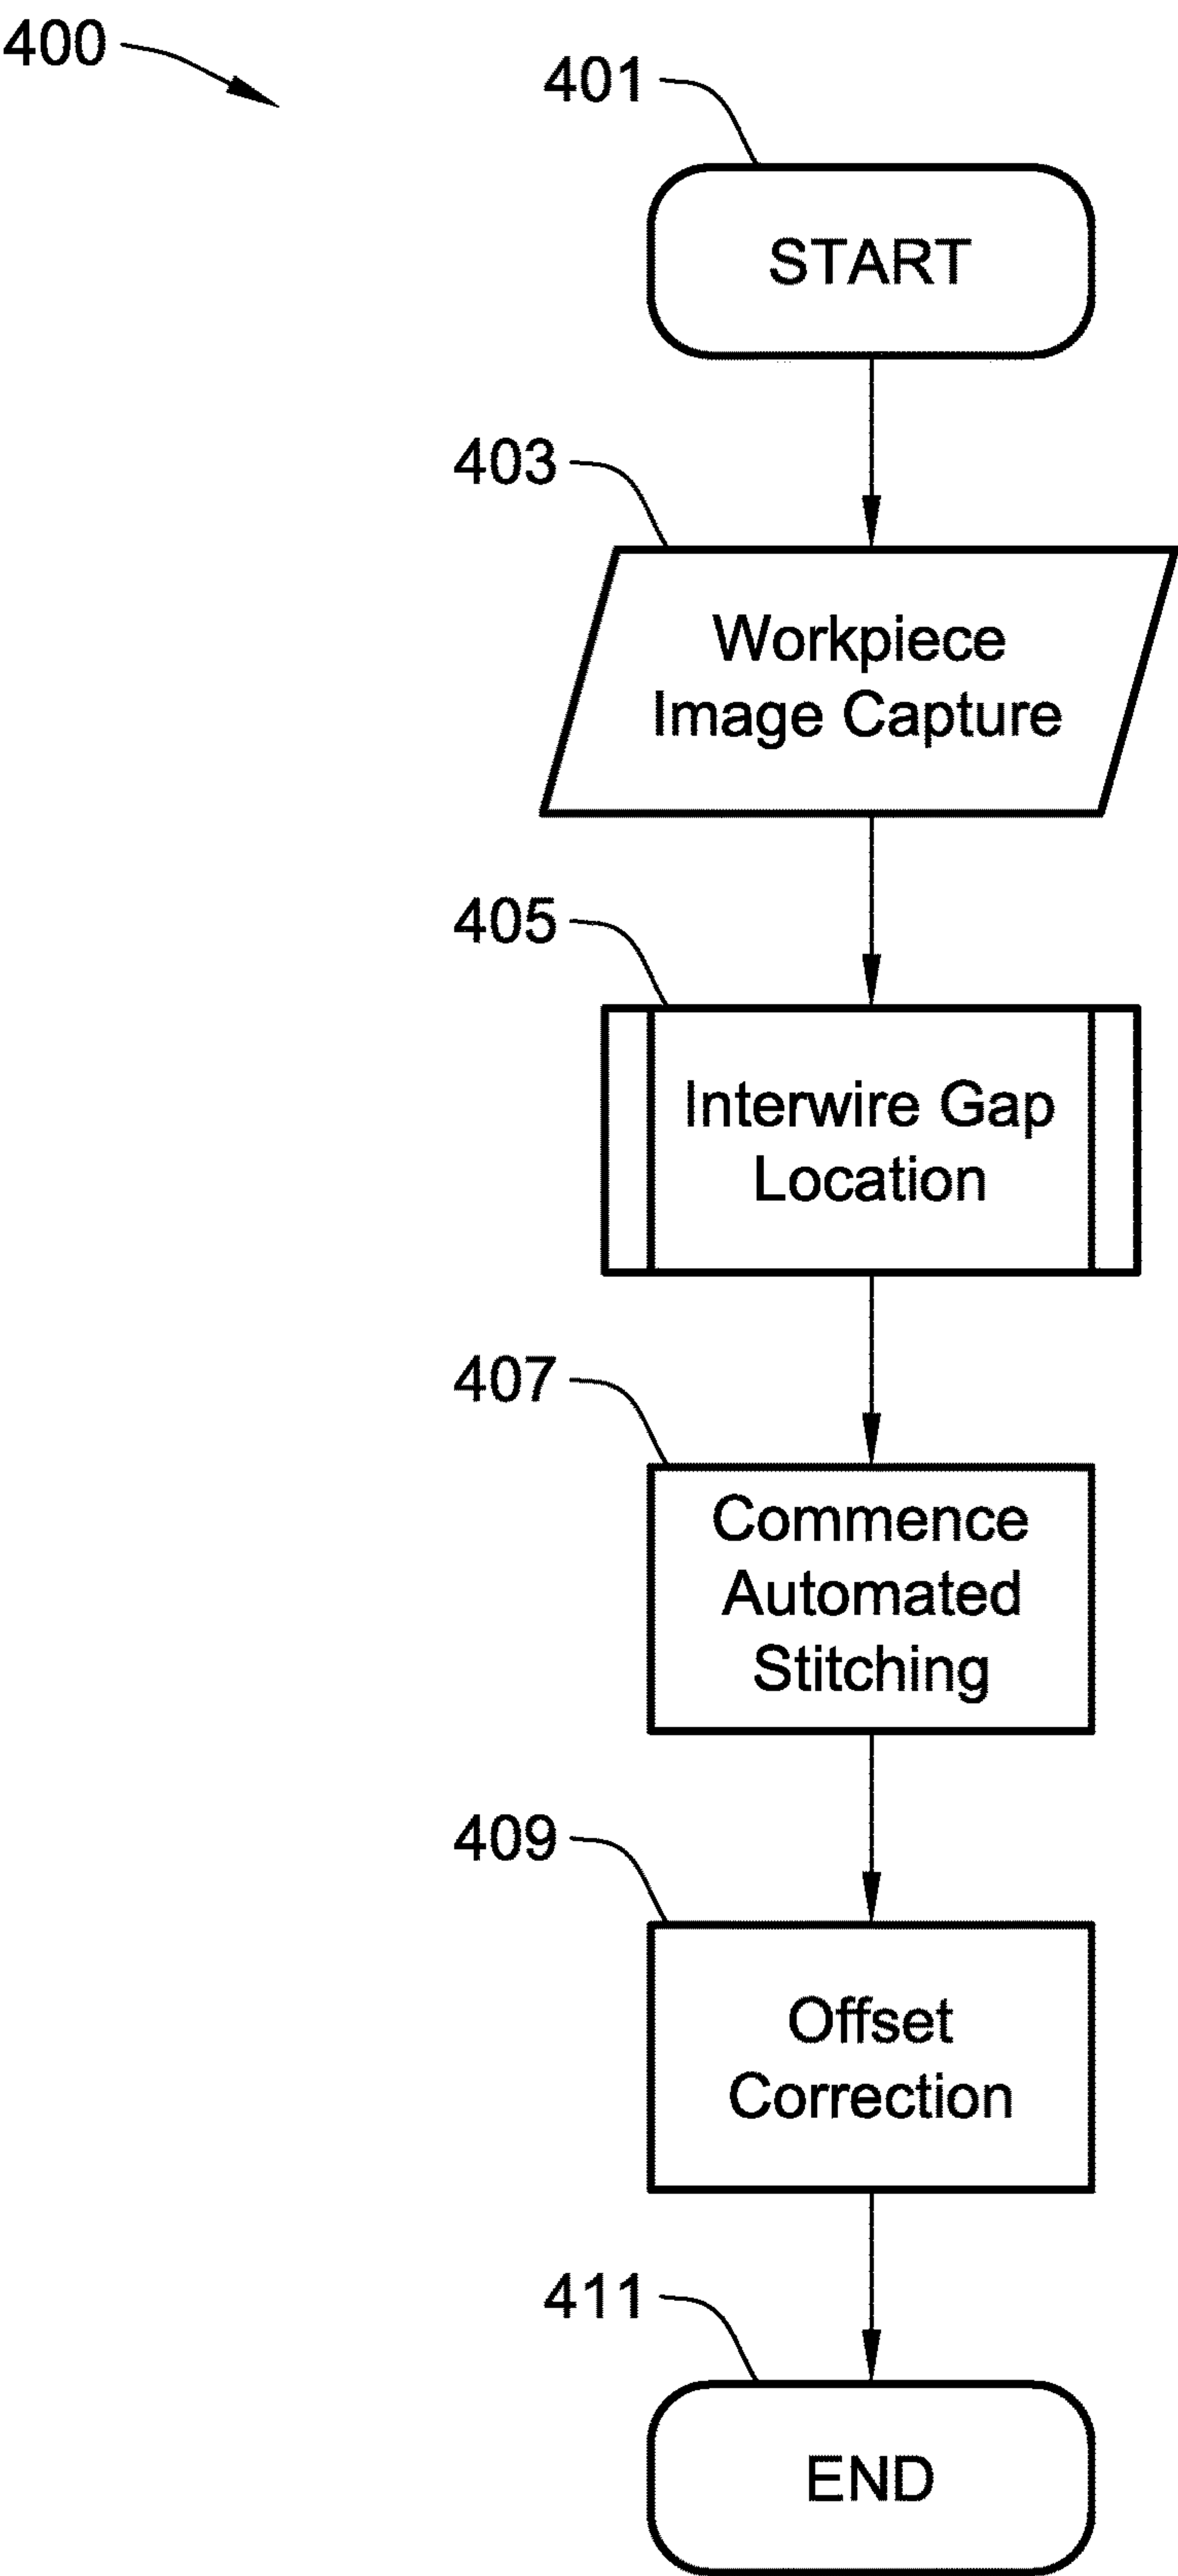 400
401
START
403
Workpiece
Image Capture
405
Interwire Gap
Location
407
Commence
Automated
Stitching
409
Offset
Correction
411
END